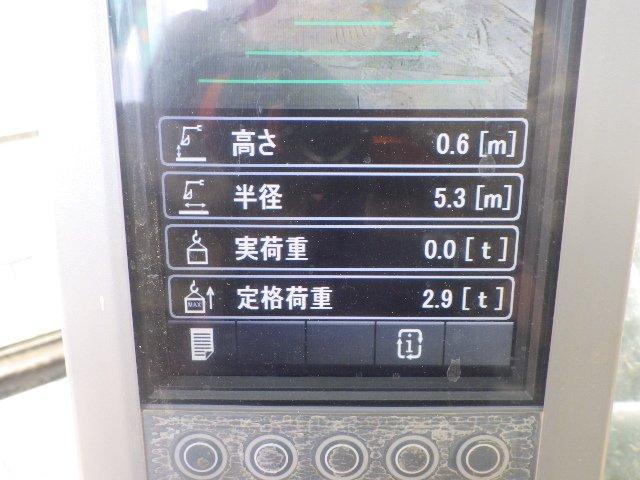 高さ 0.6 [m]
半径 5.3 [m]
実荷重 0.0 [t]
MAX 定格荷重 2.9 [t]
i